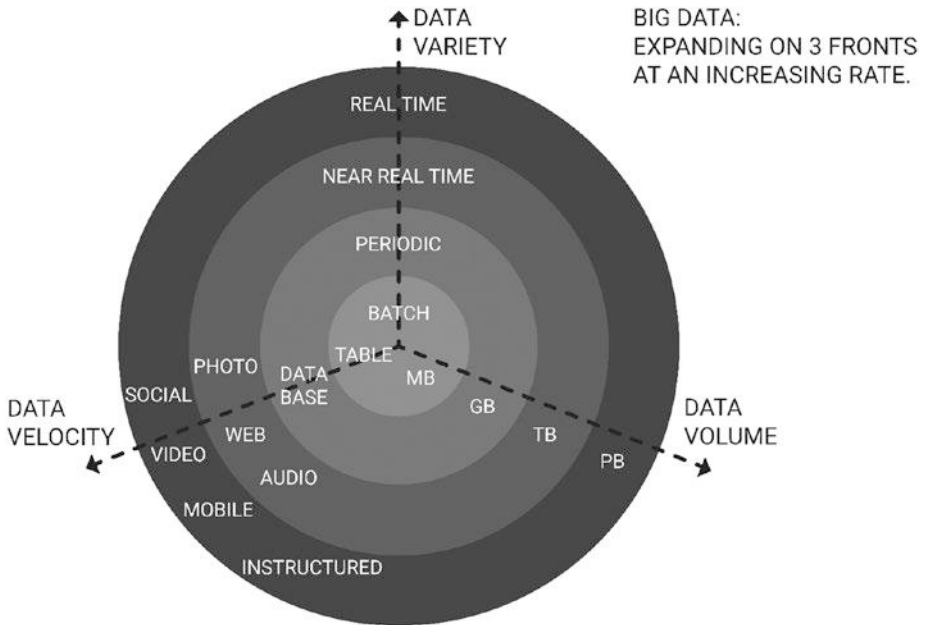 DATA
VARIETY
BIG DATA:
EXPANDING ON 3 FRONTS
AT AN INCREASING RATE.
REAL TIME
NEAR REAL TIME
PERIODIC
BATCH
TABLE
MB
PHOTO
DATA
BASE
GB
SOCIAL
DATA
VELOCITY
WEB
TB
DATA
VOLUME
VIDEO
PB
AUDIO
MOBILE
INSTRUCTURED